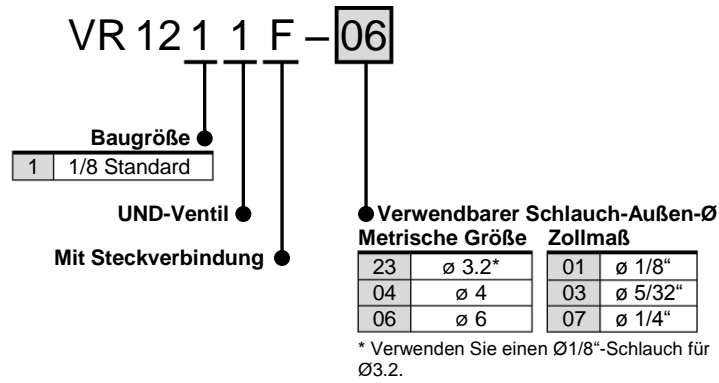 VR 12 1 1 F – 06
Baugröße
1 1/8 Standard
UND-Ventil
Mit Steckverbindung
Verwendbarer Schlauch-Außen-Ø
Metrische Größe Zollmaß
23 ø 3.2* 01 ø 1/8“
04 ø 4 03 ø 5/32“
06 ø 6 07 ø 1/4“
* Verwenden Sie einen Ø1/8“-Schlauch für
Ø3.2.